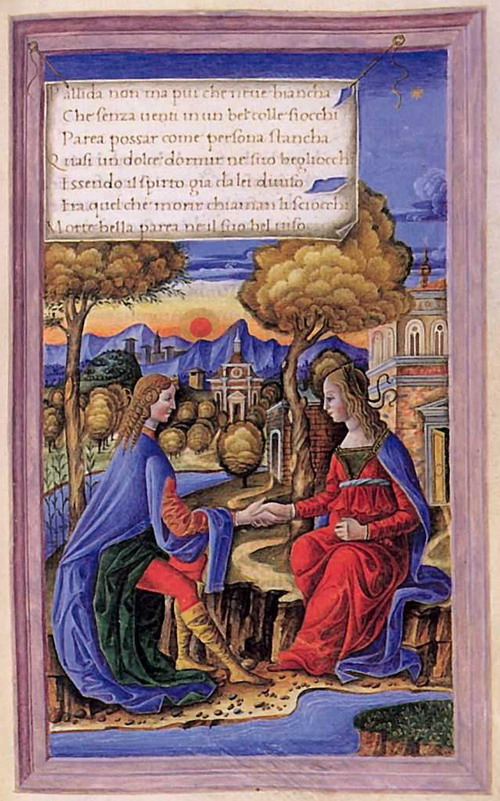 Pallida non ma piu che neue biancha
Che senza uenti in un bel colle fiocchi
Parea possar come persona stancha
Quasi un dolce dormir ne suo begliocchi
Essendo il spirto gia da lei diuiso
Era quel che morir chiaman li sciocchi
Morte bella parea nel suo bel uiso